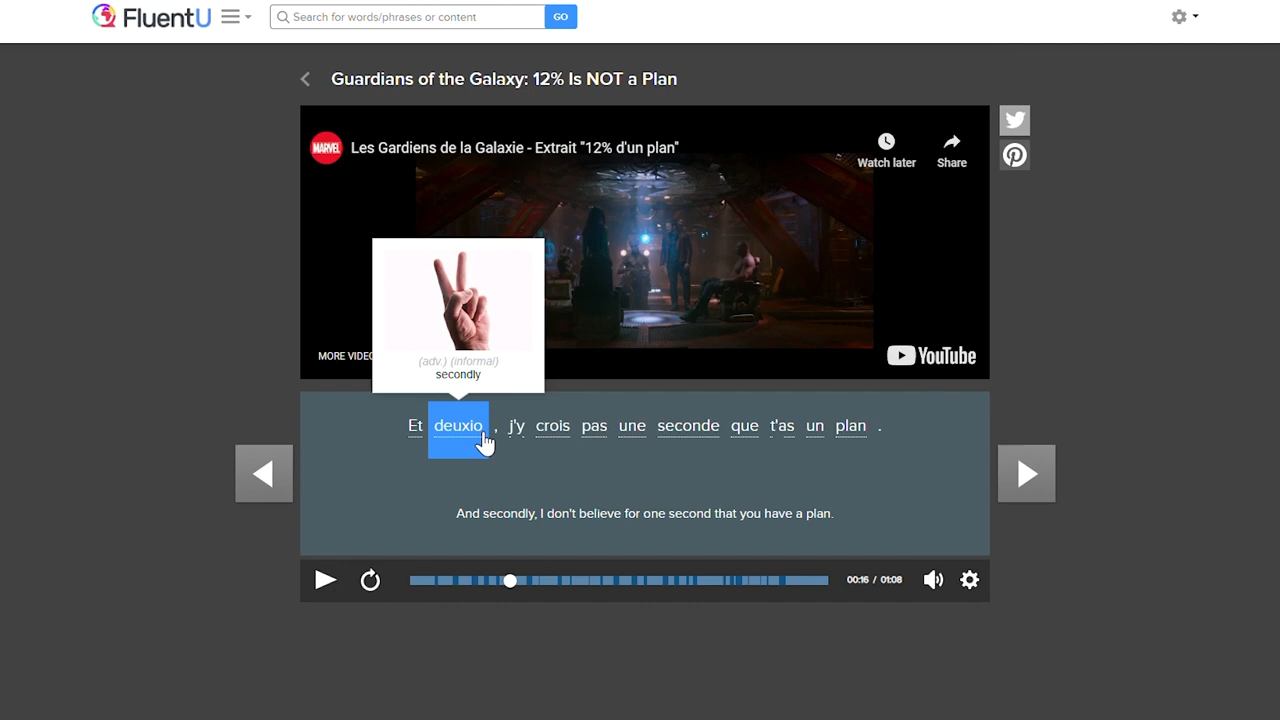 FluentU
Search for words/phrases or content
GO
Guardians of the Galaxy: 12% Is NOT a Plan
MARVEL
Les Gardiens de la Galaxie - Extrait "12% d'un plan"
Watch later
Share
MORE VIDEO
YouTube
(adv.) (informal)
secondly
Et deuxio , j'y crois pas une seconde que t'as un plan .
And secondly, I don't believe for one second that you have a plan.
00:16 / 01:08